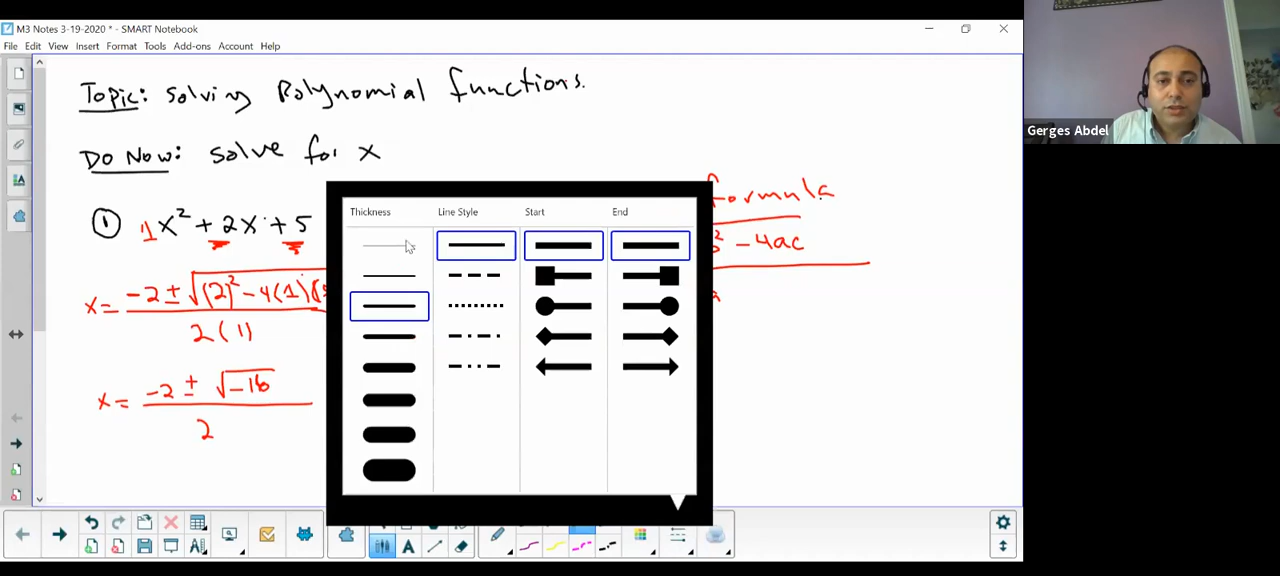 M3 Notes 3-19-2020 * - SMART Notebook
File Edit View Insert Format Tools Add-ons Account Help
Topic: Solving Polynomial functions.
Do Now: solve for x
① 1x² + 2x + 5
formula
² - 4ac
x = -2 ± √(2)² - 4(1)(
2(1)
a
x = -2 ± √-16
2
Thickness Line Style Start End
Gerges Abdel